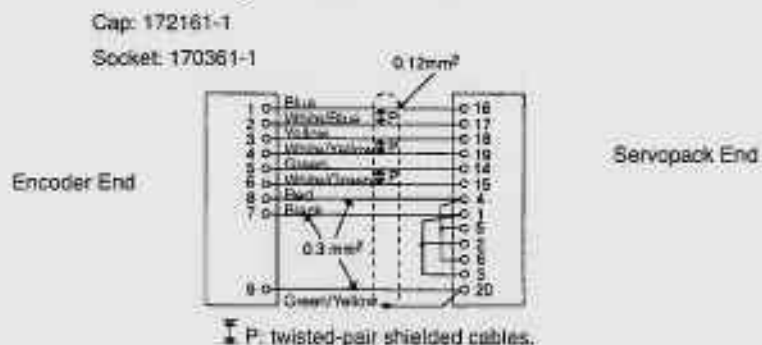 Cap: 172161-1
Socket: 170361-1
0.12mm²
1 Blue 16
2 White/Blue P 17
3 Yellow 18
4 White/Yellow P 19
5 Green 14
6 White/Green P 15
8 Red 4
7 Black 1
5
6
3
0.3 mm²
9 20
Green/Yellow
Encoder End
Servopack End
P: twisted-pair shielded cables.